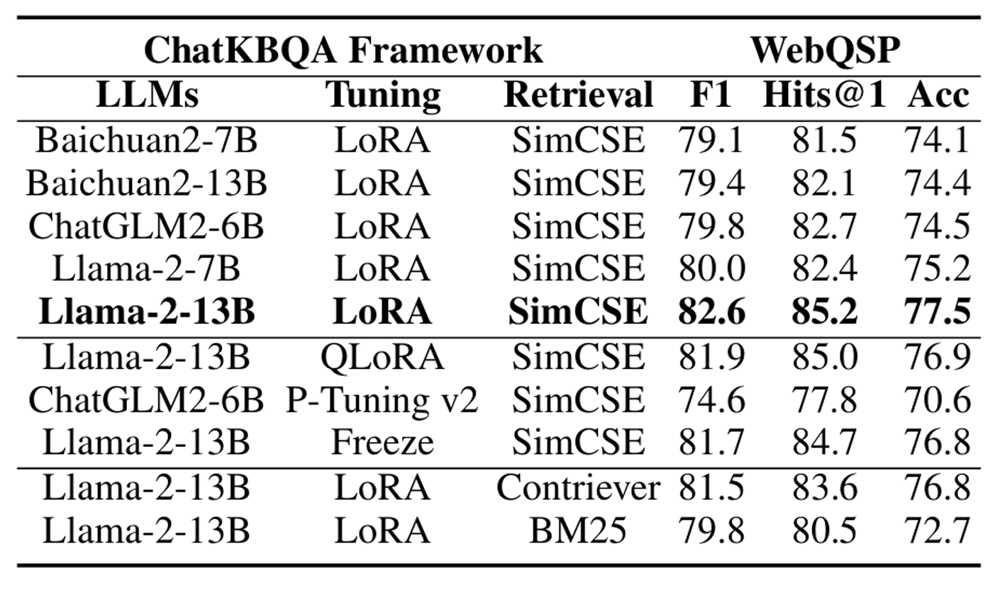 ChatKBQA Framework WebQSP
LLMs Tuning Retrieval F1 Hits@1 Acc
Baichuan2-7B LoRA SimCSE 79.1 81.5 74.1
Baichuan2-13B LoRA SimCSE 79.4 82.1 74.4
ChatGLM2-6B LoRA SimCSE 79.8 82.7 74.5
Llama-2-7B LoRA SimCSE 80.0 82.4 75.2
Llama-2-13B LoRA SimCSE 82.6 85.2 77.5
Llama-2-13B QLoRA SimCSE 81.9 85.0 76.9
ChatGLM2-6B P-Tuning v2 SimCSE 74.6 77.8 70.6
Llama-2-13B Freeze SimCSE 81.7 84.7 76.8
Llama-2-13B LoRA Contriever 81.5 83.6 76.8
Llama-2-13B LoRA BM25 79.8 80.5 72.7